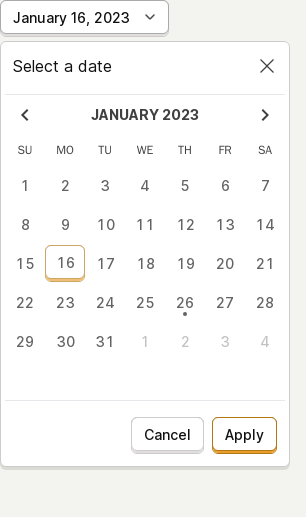 January 16, 2023
Select a date
JANUARY 2023
SU MO TU WE TH FR SA
1 2 3 4 5 6 7
8 9 10 11 12 13 14
15 16 17 18 19 20 21
22 23 24 25 26 27 28
29 30 31 1 2 3 4
Cancel Apply